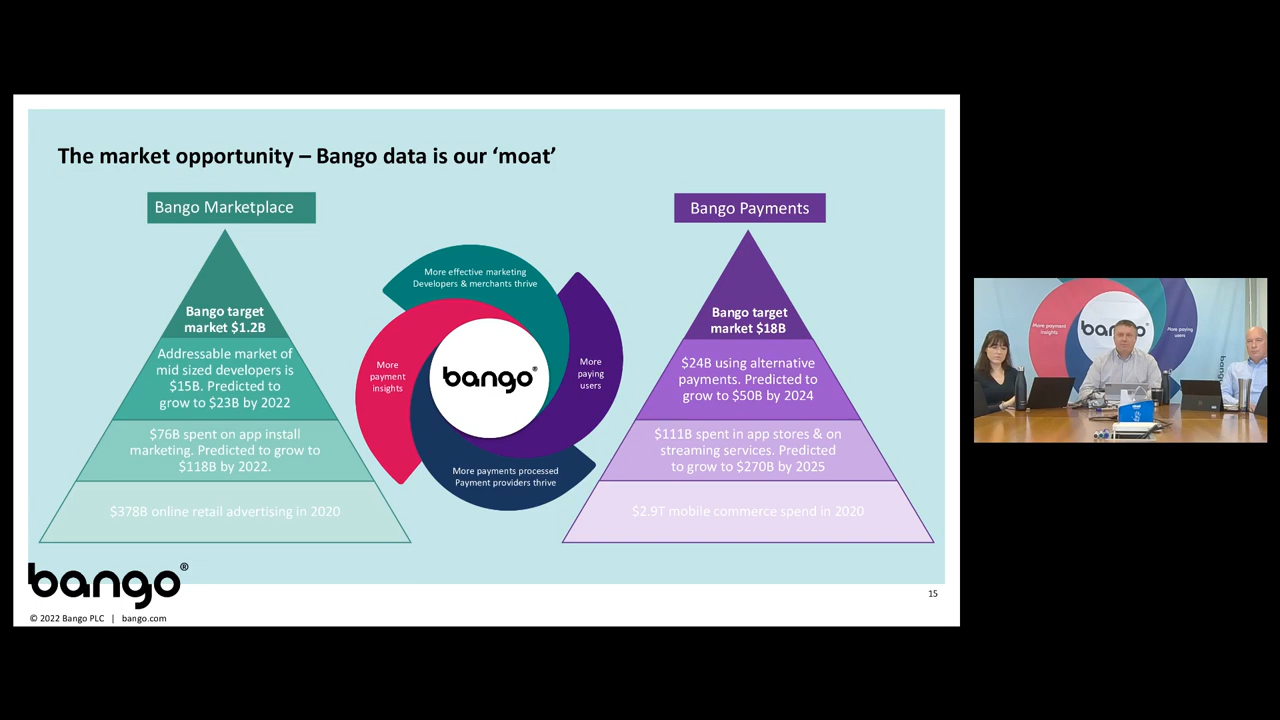 The market opportunity – Bango data is our ‘moat’
Bango Marketplace
Bango target
market $1.2B
Addressable market of
mid sized developers is
$15B. Predicted to
grow to $23B by 2022
$76B spent on app install
marketing. Predicted to grow to
$118B by 2022.
$378B online retail advertising in 2020
More effective marketing
Developers & merchants thrive
More
payment
insights
bango®
More
paying
users
More payments processed
Payment providers thrive
Bango Payments
Bango target
market $18B
$24B using alternative
payments. Predicted to
grow to $50B by 2024
$111B spent in app stores & on
streaming services. Predicted
to grow to $270B by 2025
$2.9T mobile commerce spend in 2020
bango®
© 2022 Bango PLC | bango.com
15
More payment
insights
More paying
users